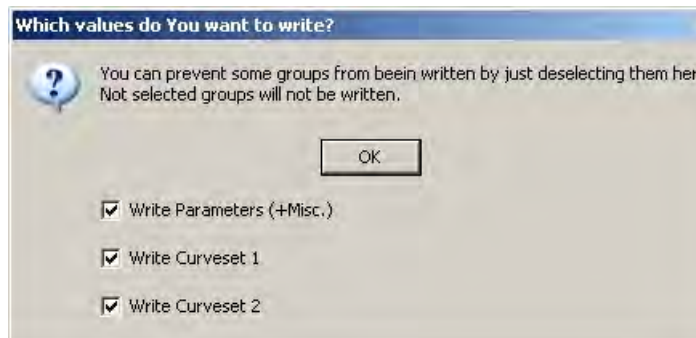 Which values do You want to write?
You can prevent some groups from beein written by just deselecting them her
Not selected groups will not be written.
OK
Write Parameters (+Misc.)
Write Curveset 1
Write Curveset 2